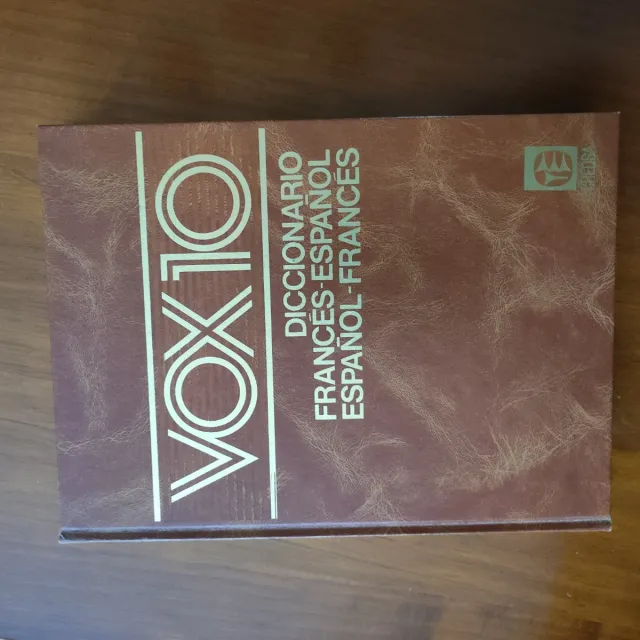 VOX 10
DICCIONARIO
FRANCÉS-ESPAÑOL
ESPAÑOL-FRANCÉS